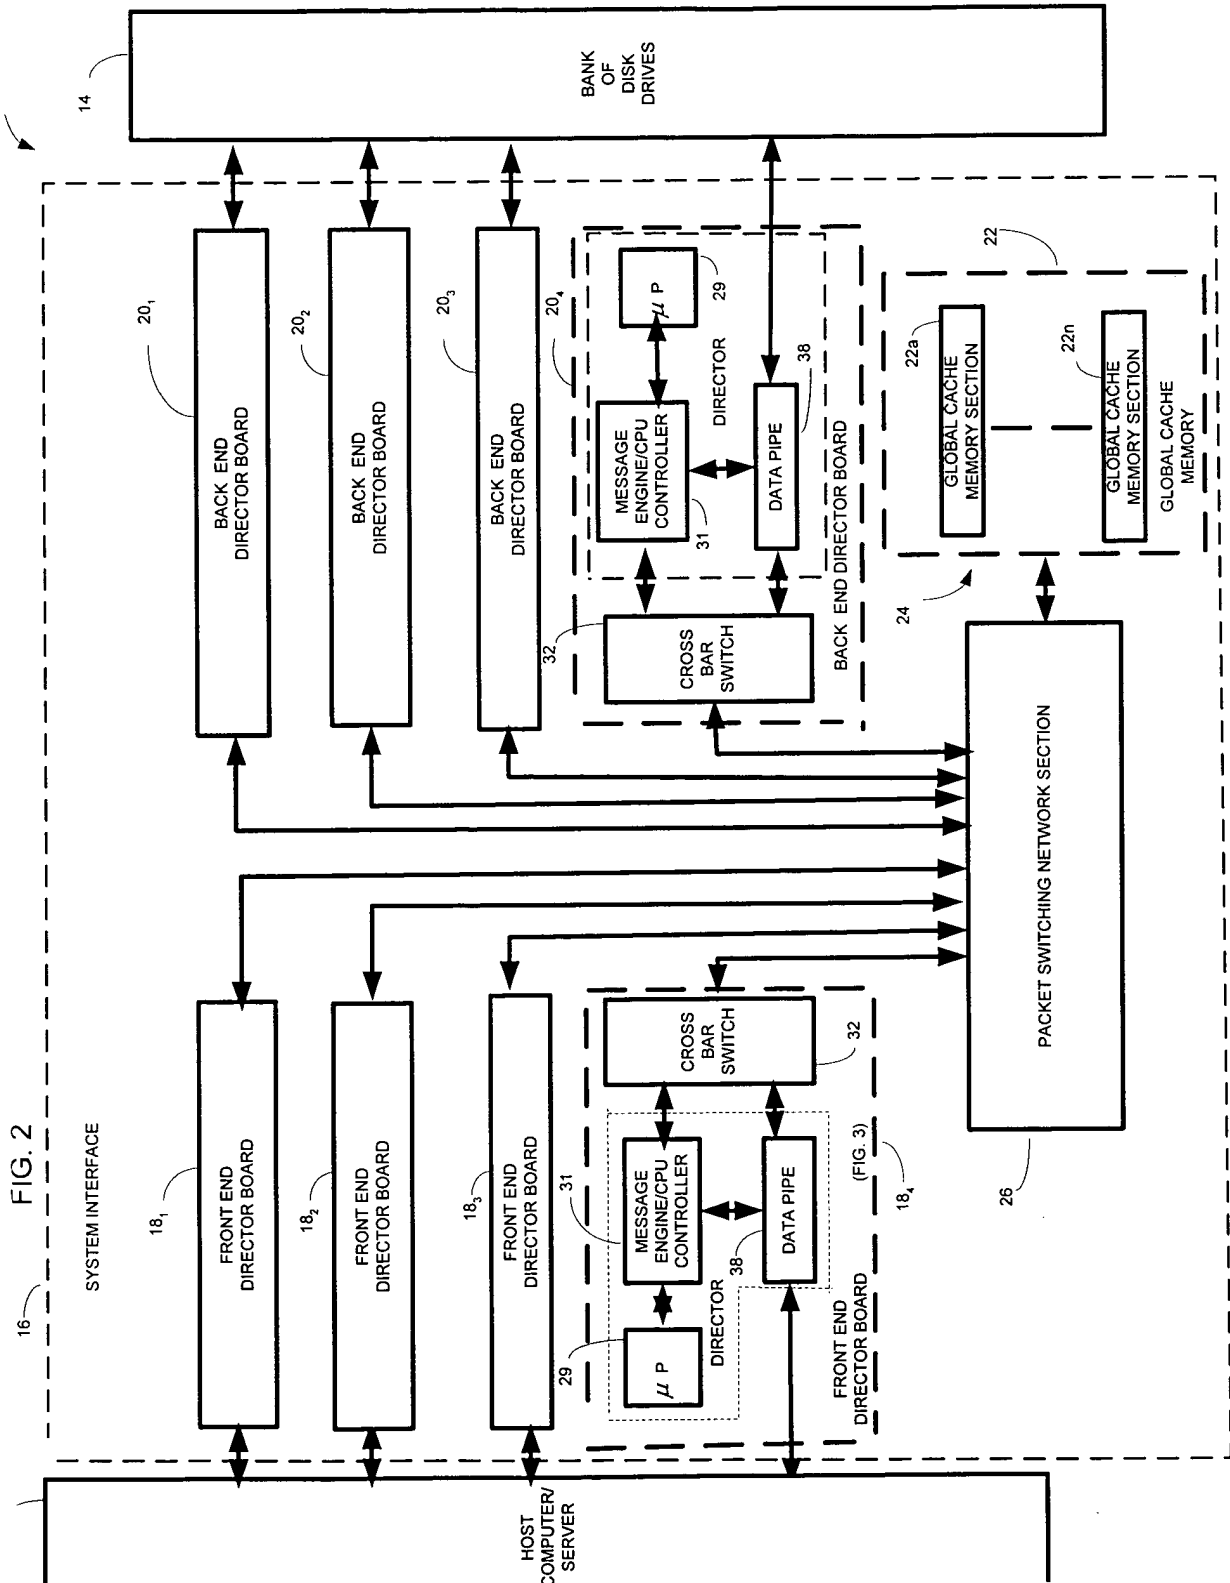 FIG. 2
16
SYSTEM INTERFACE
14
BANK
OF
DISK
DRIVES
HOST
COMPUTER/
SERVER
18₁
FRONT END
DIRECTOR BOARD
18₂
FRONT END
DIRECTOR BOARD
18₃
FRONT END
DIRECTOR BOARD
29
μ P
31
MESSAGE
ENGINE/CPU
CONTROLLER
DIRECTOR
38
DATA PIPE
CROSS
BAR
SWITCH
32
FRONT END
DIRECTOR BOARD
(FIG. 3)
18₄
20₁
BACK END
DIRECTOR BOARD
20₂
BACK END
DIRECTOR BOARD
20₃
BACK END
DIRECTOR BOARD
20₄
32
CROSS
BAR
SWITCH
MESSAGE
ENGINE/CPU
CONTROLLER
31
μ P
29
DIRECTOR
DATA PIPE
38
BACK END DIRECTOR BOARD
24
22
22a
GLOBAL CACHE
MEMORY SECTION
22n
GLOBAL CACHE
MEMORY SECTION
GLOBAL CACHE
MEMORY
PACKET SWITCHING NETWORK SECTION
26